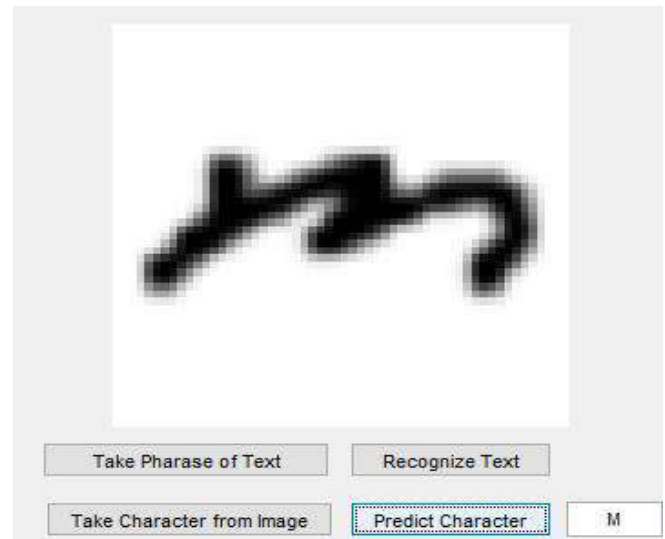 m
Take Pharase of Text Recognize Text
Take Character from Image Predict Character M